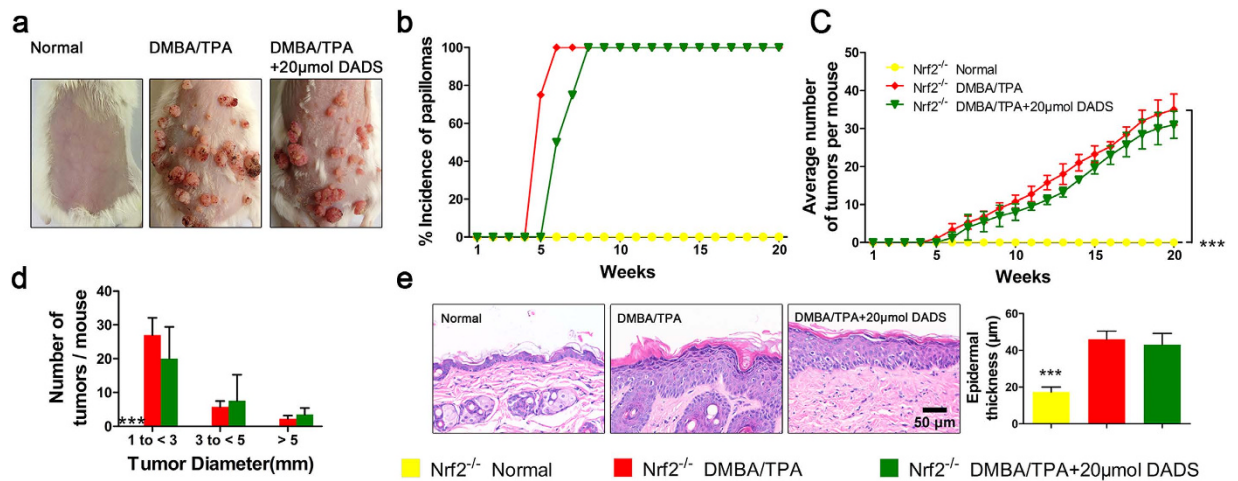 a
Normal
DMBA/TPA
DMBA/TPA
+20µmol DADS
b
% Incidence of papillomas
100
80
60
40
20
0
1
5
10
15
20
Weeks
c
Average number
of tumors per mouse
50
40
30
20
10
0
Nrf2-/- Normal
Nrf2-/- DMBA/TPA
Nrf2-/- DMBA/TPA+20µmol DADS
***
1
5
10
15
20
Weeks
d
Number of
tumors / mouse
40
30
20
10
0
***
1 to < 3
3 to < 5
> 5
Tumor Diameter(mm)
e
Normal
DMBA/TPA
DMBA/TPA+20µmol DADS
50 µm
Epidermal
thickness (µm)
60
40
20
0
***
Nrf2-/- Normal
Nrf2-/- DMBA/TPA
Nrf2-/- DMBA/TPA+20µmol DADS